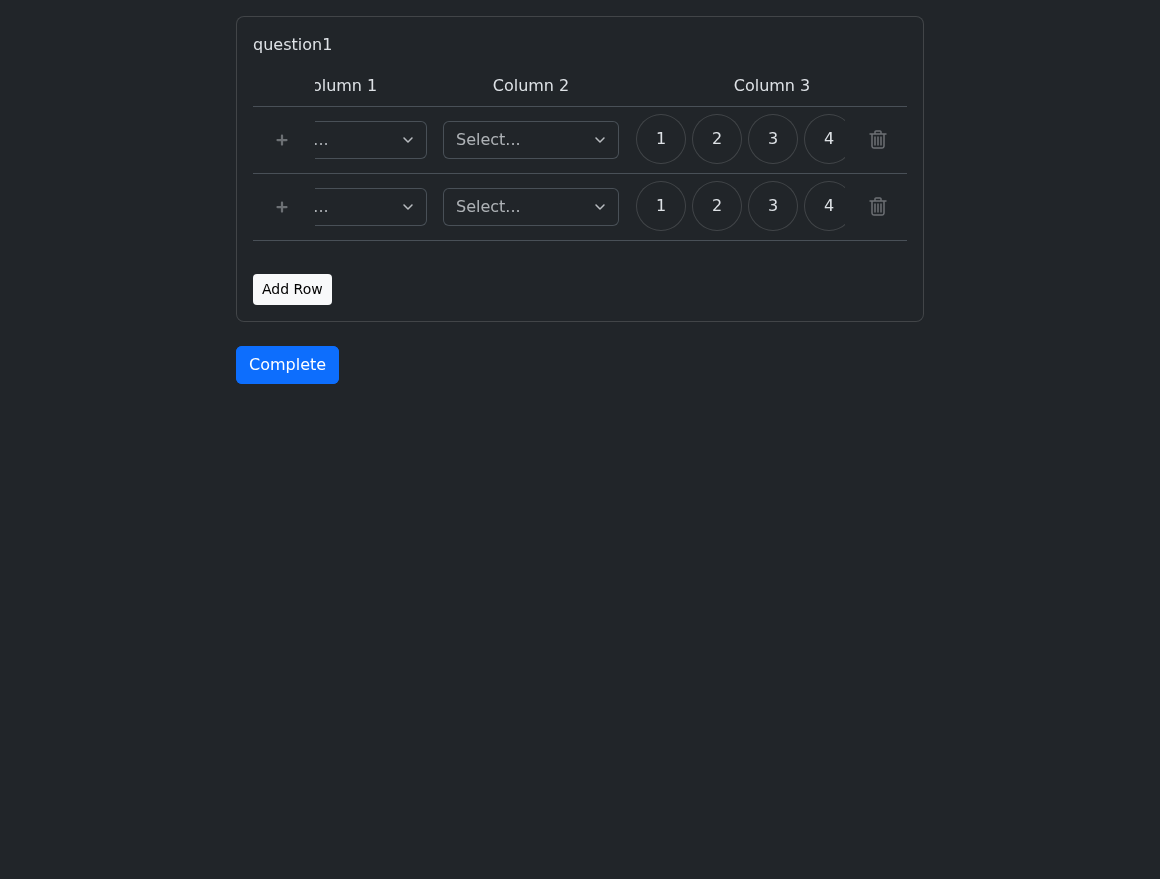 question1
olumn 1 Column 2 Column 3
... Select... 1 2 3 4
... Select... 1 2 3 4
Add Row
Complete